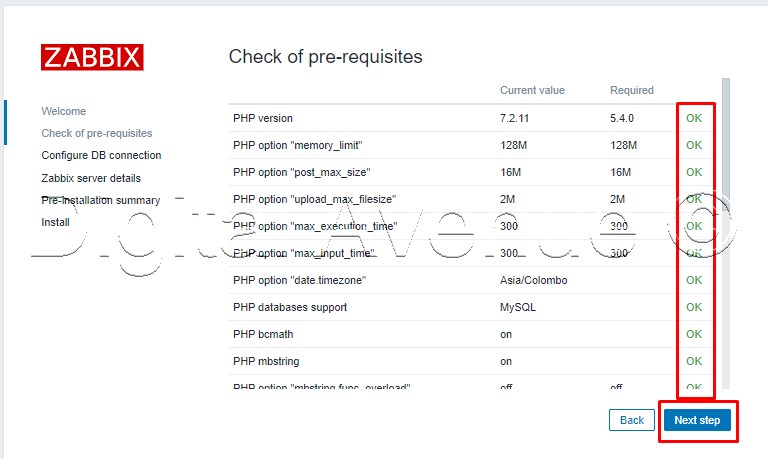 ZABBIX
Check of pre-requisites
Welcome
Check of pre-requisites
Configure DB connection
Zabbix server details
Pre-installation summary
Install
Current value Required
PHP version 7.2.11 5.4.0 OK
PHP option "memory_limit" 128M 128M OK
PHP option "post_max_size" 16M 16M OK
PHP option "upload_max_filesize" 2M 2M OK
PHP option "max_execution_time" 300 300 OK
PHP option "max_input_time" 300 300 OK
PHP option "date.timezone" Asia/Colombo OK
PHP databases support MySQL OK
PHP bcmath on OK
PHP mbstring on OK
PHP option "mbstring.func_overload" off off OK
Back Next step
Digital Avenue ©